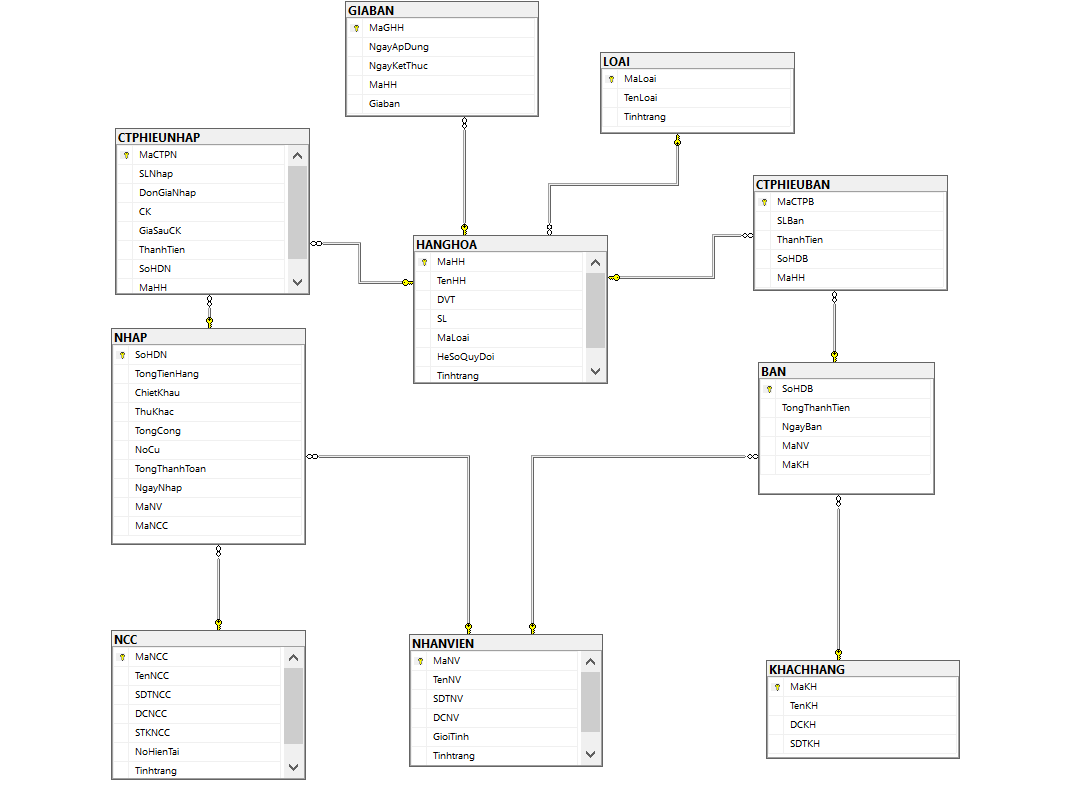 GIABAN
MaGHH
NgayApDung
NgayKetThuc
MaHH
Giaban
LOAI
MaLoai
TenLoai
Tinhtrang
CTPHIEUNHAP
MaCTPN
SLNhap
DonGiaNhap
CK
GiaSauCK
ThanhTien
SoHDN
MaHH
CTPHIEUBAN
MaCTPB
SLBan
ThanhTien
SoHDB
MaHH
HANGHOA
MaHH
TenHH
DVT
SL
MaLoai
HeSoQuyDoi
Tinhtrang
NHAP
SoHDN
TongTienHang
ChietKhau
ThuKhac
TongCong
NoCu
TongThanhToan
NgayNhap
MaNV
MaNCC
BAN
SoHDB
TongThanhTien
NgayBan
MaNV
MaKH
NCC
MaNCC
TenNCC
SDTNCC
DCNCC
STKNCC
NoHienTai
Tinhtrang
NHANVIEN
MaNV
TenNV
SDTNV
DCNV
GioiTinh
Tinhtrang
KHACHHANG
MaKH
TenKH
DCKH
SDTKH